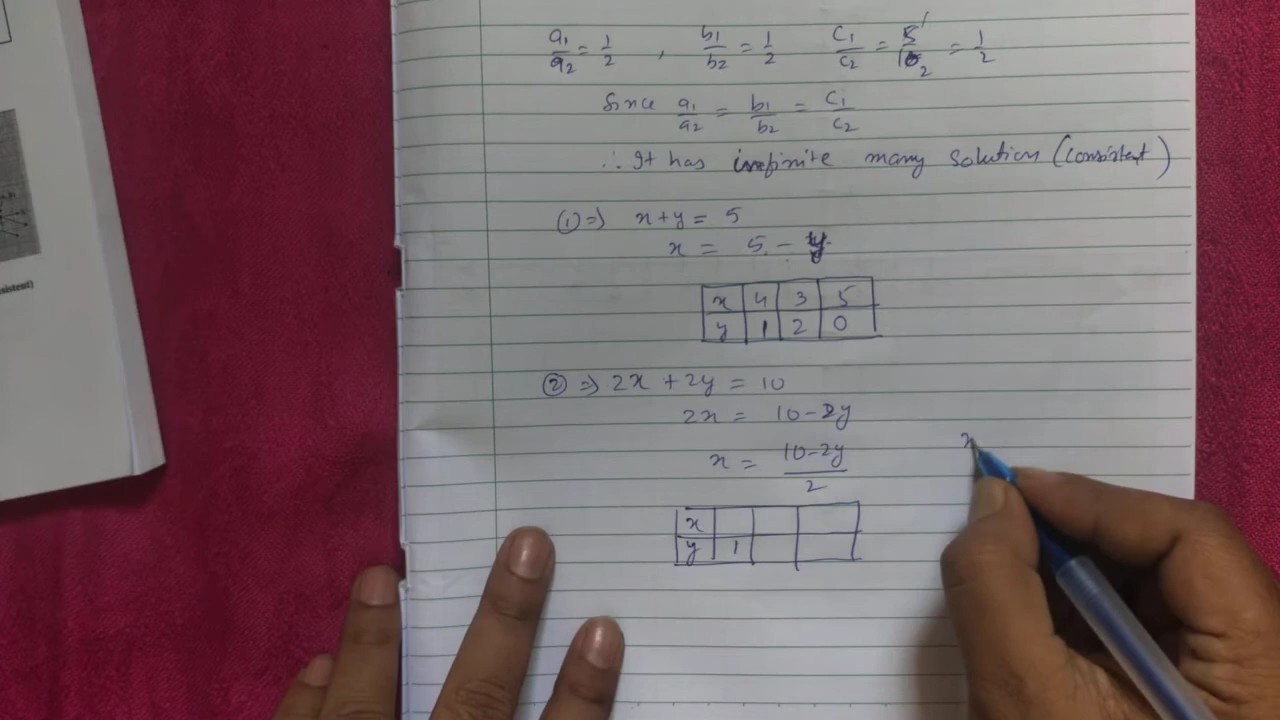 a₁/a₂ = 1/2 , b₁/b₂ = 1/2 c₁/c₂ = 5/10 = 1/2
Since a₁/a₂ = b₁/b₂ = c₁/c₂
∴ It has infinite many solution (consistent)
① ⇒ x + y = 5
x = 5 - y
x 4 3 5
y 1 2 0
② ⇒ 2x + 2y = 10
2x = 10 - 2y
x = 10 - 2y / 2
x
x
y 1